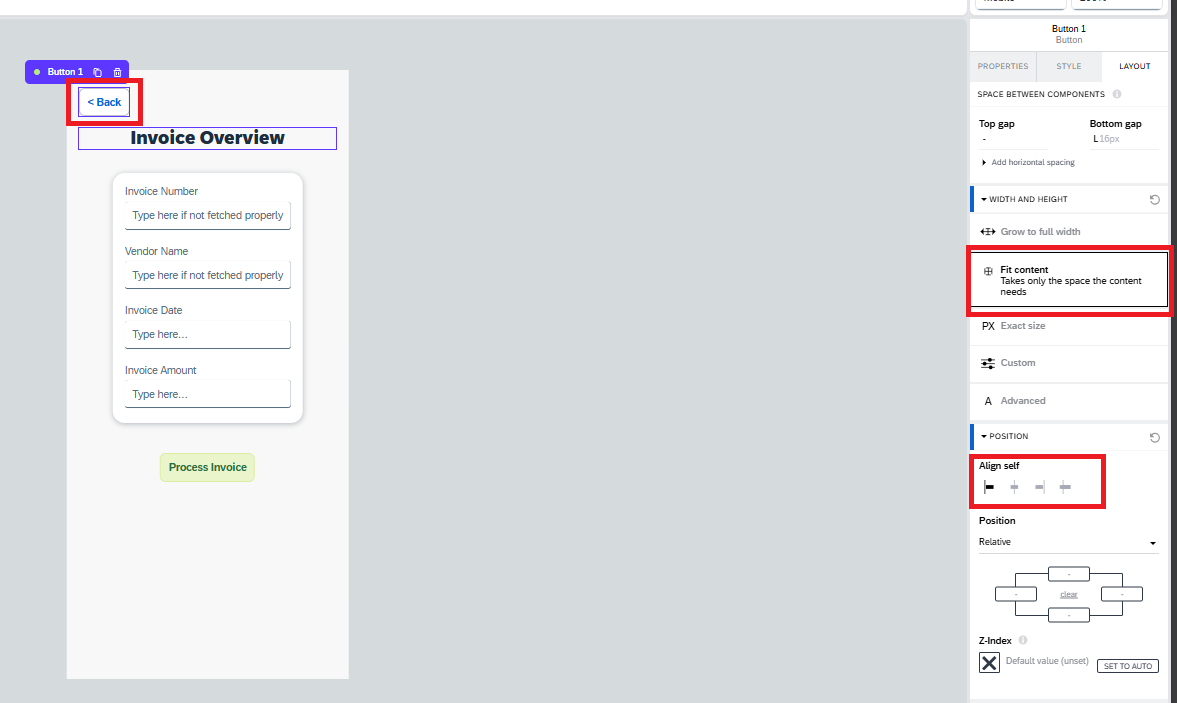 Button 1
< Back
Invoice Overview
Invoice Number
Type here if not fetched properly
Vendor Name
Type here if not fetched properly
Invoice Date
Type here...
Invoice Amount
Type here...
Process Invoice
Button 1
Button
PROPERTIES
STYLE
LAYOUT
SPACE BETWEEN COMPONENTS
Top gap
Bottom gap
-
L 16px
Add horizontal spacing
WIDTH AND HEIGHT
Grow to full width
Fit content
Takes only the space the content
needs
PX Exact size
Custom
A Advanced
POSITION
Align self
Position
Relative
-
-
clear
-
-
Z-Index
Default value (unset)
SET TO AUTO